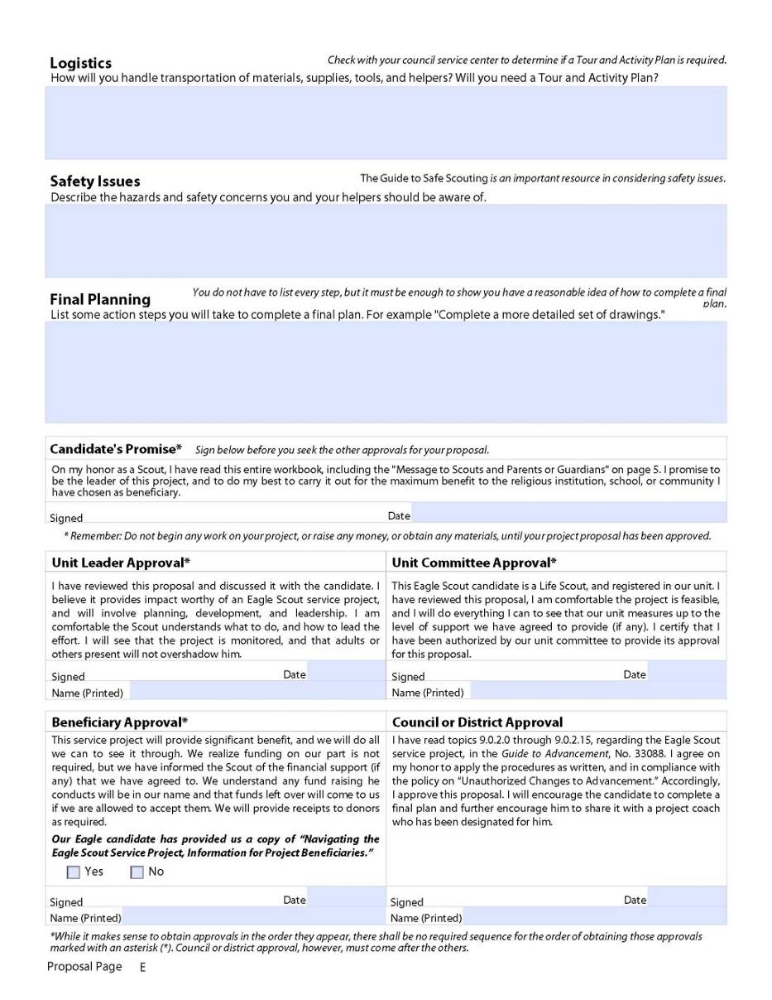 Logistics
Check with your council service center to determine if a Tour and Activity Plan is required.
How will you handle transportation of materials, supplies, tools, and helpers? Will you need a Tour and Activity Plan?
Safety Issues
The Guide to Safe Scouting is an important resource in considering safety issues.
Describe the hazards and safety concerns you and your helpers should be aware of.
Final Planning
You do not have to list every step, but it must be enough to show you have a reasonable idea of how to complete a final
plan.
List some action steps you will take to complete a final plan. For example "Complete a more detailed set of drawings."
Candidate's Promise* Sign below before you seek the other approvals for your proposal.
On my honor as a Scout, I have read this entire workbook, including the "Message to Scouts and Parents or Guardians" on page 5. I promise to
be the leader of this project, and to do my best to carry it out for the maximum benefit to the religious institution, school, or community I
have chosen as beneficiary.
Signed Date
* Remember: Do not begin any work on your project, or raise any money, or obtain any materials, until your project proposal has been approved.
Unit Leader Approval*
I have reviewed this proposal and discussed it with the candidate. I
believe it provides impact worthy of an Eagle Scout service project,
and will involve planning, development, and leadership. I am
comfortable the Scout understands what to do, and how to lead the
effort. I will see that the project is monitored, and that adults or
others present will not overshadow him.
Signed Date
Name (Printed)
Unit Committee Approval*
This Eagle Scout candidate is a Life Scout, and registered in our unit. I
have reviewed this proposal, I am comfortable the project is feasible,
and I will do everything I can to see that our unit measures up to the
level of support we have agreed to provide (if any). I certify that I
have been authorized by our unit committee to provide its approval
for this proposal.
Signed Date
Name (Printed)
Beneficiary Approval*
This service project will provide significant benefit, and we will do all
we can to see it through. We realize funding on our part is not
required, but we have informed the Scout of the financial support (if
any) that we have agreed to. We understand any fund raising he
conducts will be in our name and that funds left over will come to us
if we are allowed to accept them. We will provide receipts to donors
as required.
Our Eagle candidate has provided us a copy of “Navigating the
Eagle Scout Service Project, Information for Project Beneficiaries.”
Yes No
Signed Date
Name (Printed)
Council or District Approval
I have read topics 9.0.2.0 through 9.0.2.15, regarding the Eagle Scout
service project, in the Guide to Advancement, No. 33088. I agree on
my honor to apply the procedures as written, and in compliance with
the policy on “Unauthorized Changes to Advancement.” Accordingly,
I approve this proposal. I will encourage the candidate to complete a
final plan and further encourage him to share it with a project coach
who has been designated for him.
Signed Date
Name (Printed)
*While it makes sense to obtain approvals in the order they appear, there shall be no required sequence for the order of obtaining those approvals
marked with an asterisk (*). Council or district approval, however, must come after the others.
Proposal Page E